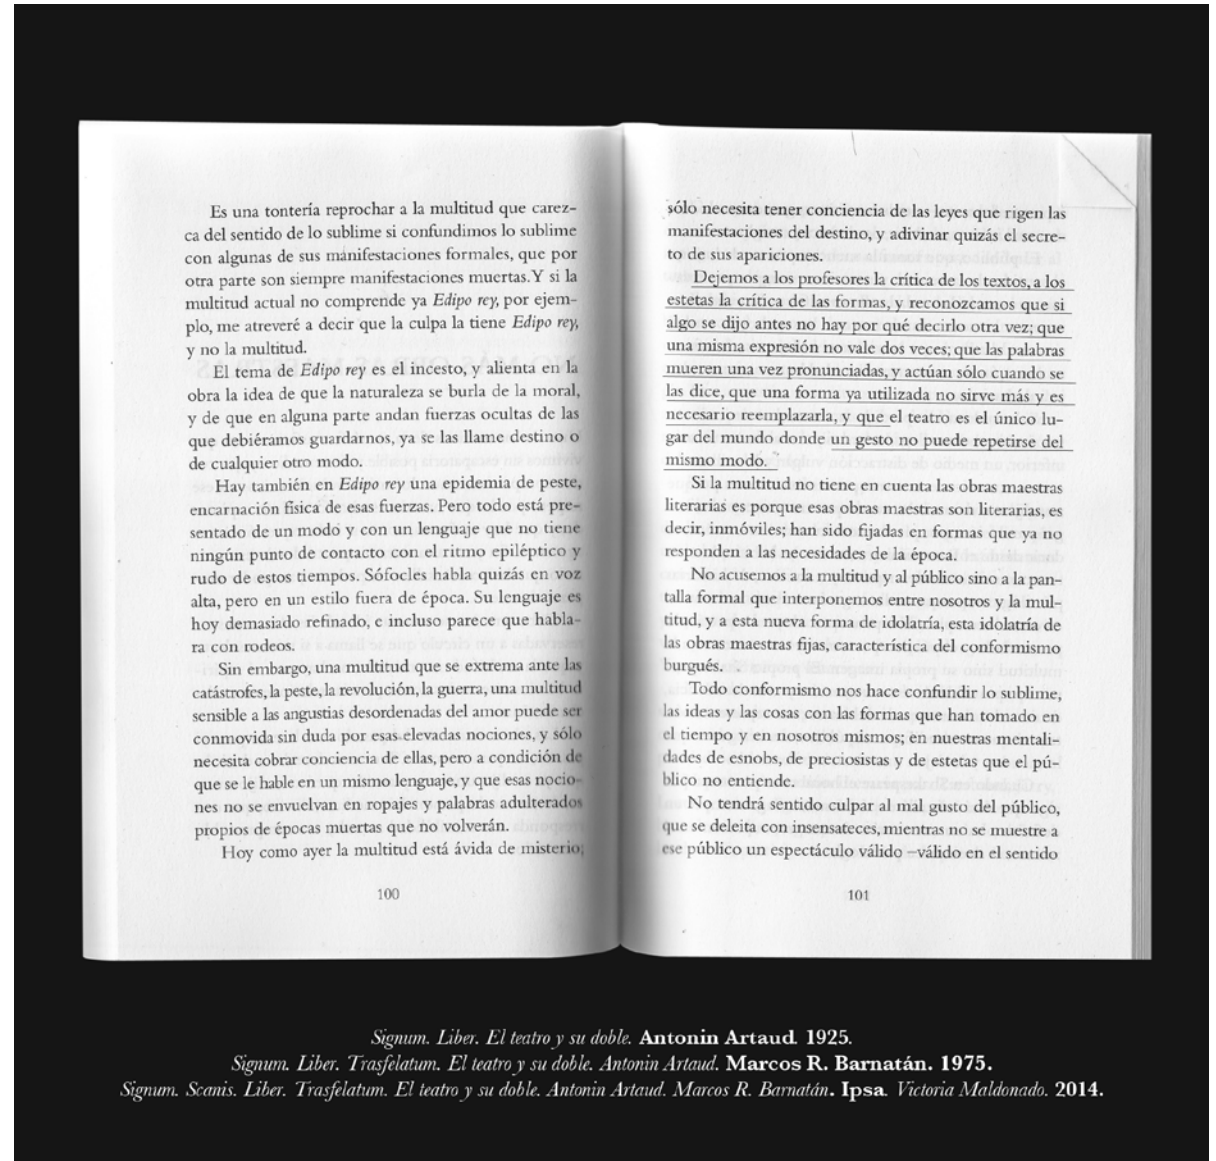 Es una tontería reprochar a la multitud que carez-
ca del sentido de lo sublime si confundimos lo sublime
con algunas de sus manifestaciones formales, que por
otra parte son siempre manifestaciones muertas. Y si la
multitud actual no comprende ya Edipo rey, por ejem-
plo, me atreveré a decir que la culpa la tiene Edipo rey,
y no la multitud.
El tema de Edipo rey es el incesto, y alienta en la
obra la idea de que la naturaleza se burla de la moral,
y de que en alguna parte andan fuerzas ocultas de las
que debiéramos guardarnos, ya se las llame destino o
de cualquier otro modo.
Hay también en Edipo rey una epidemia de peste,
encarnación física de esas fuerzas. Pero todo está pre-
sentado de un modo y con un lenguaje que no tiene
ningún punto de contacto con el ritmo epiléptico y
rudo de estos tiempos. Sófocles habla quizás en voz
alta, pero en un estilo fuera de época. Su lenguaje es
hoy demasiado refinado, e incluso parece que habla-
ra con rodeos.
Sin embargo, una multitud que se extrema ante las
catástrofes, la peste, la revolución, la guerra, una multitud
sensible a las angustias desordenadas del amor puede ser
conmovida sin duda por esas elevadas nociones, y sólo
necesita cobrar conciencia de ellas, pero a condición de
que se le hable en un mismo lenguaje, y que esas nocio-
nes no se envuelvan en ropajes y palabras adulterados
propios de épocas muertas que no volverán.
Hoy como ayer la multitud está ávida de misterio;
100
sólo necesita tener conciencia de las leyes que rigen las
manifestaciones del destino, y adivinar quizás el secre-
to de sus apariciones.
Dejemos a los profesores la crítica de los textos, a los
estetas la crítica de las formas, y reconozcamos que si
algo se dijo antes no hay por qué decirlo otra vez; que
una misma expresión no vale dos veces; que las palabras
mueren una vez pronunciadas, y actúan sólo cuando se
las dice, que una forma ya utilizada no sirve más y es
necesario reemplazarla, y que el teatro es el único lu-
gar del mundo donde un gesto no puede repetirse del
mismo modo.
Si la multitud no tiene en cuenta las obras maestras
literarias es porque esas obras maestras son literarias, es
decir, inmóviles; han sido fijadas en formas que ya no
responden a las necesidades de la época.
No acusemos a la multitud y al público sino a la pan-
talla formal que interponemos entre nosotros y la mul-
titud, y a esta nueva forma de idolatría, esta idolatría de
las obras maestras fijas, característica del conformismo
burgués.
Todo conformismo nos hace confundir lo sublime,
las ideas y las cosas con las formas que han tomado en
el tiempo y en nosotros mismos; en nuestras mentali-
dades de esnobs, de preciosistas y de estetas que el pú-
blico no entiende.
No tendrá sentido culpar al mal gusto del público,
que se deleita con insensateces, mientras no se muestre a
ese público un espectáculo válido –válido en el sentido
101
Signum. Liber. El teatro y su doble. Antonin Artaud. 1925.
Signum. Liber. Trasfelatum. El teatro y su doble. Antonin Artaud. Marcos R. Barnatán. 1975.
Signum. Scanis. Liber. Trasfelatum. El teatro y su doble. Antonin Artaud. Marcos R. Barnatán. Ipsa. Victoria Maldonado. 2014.